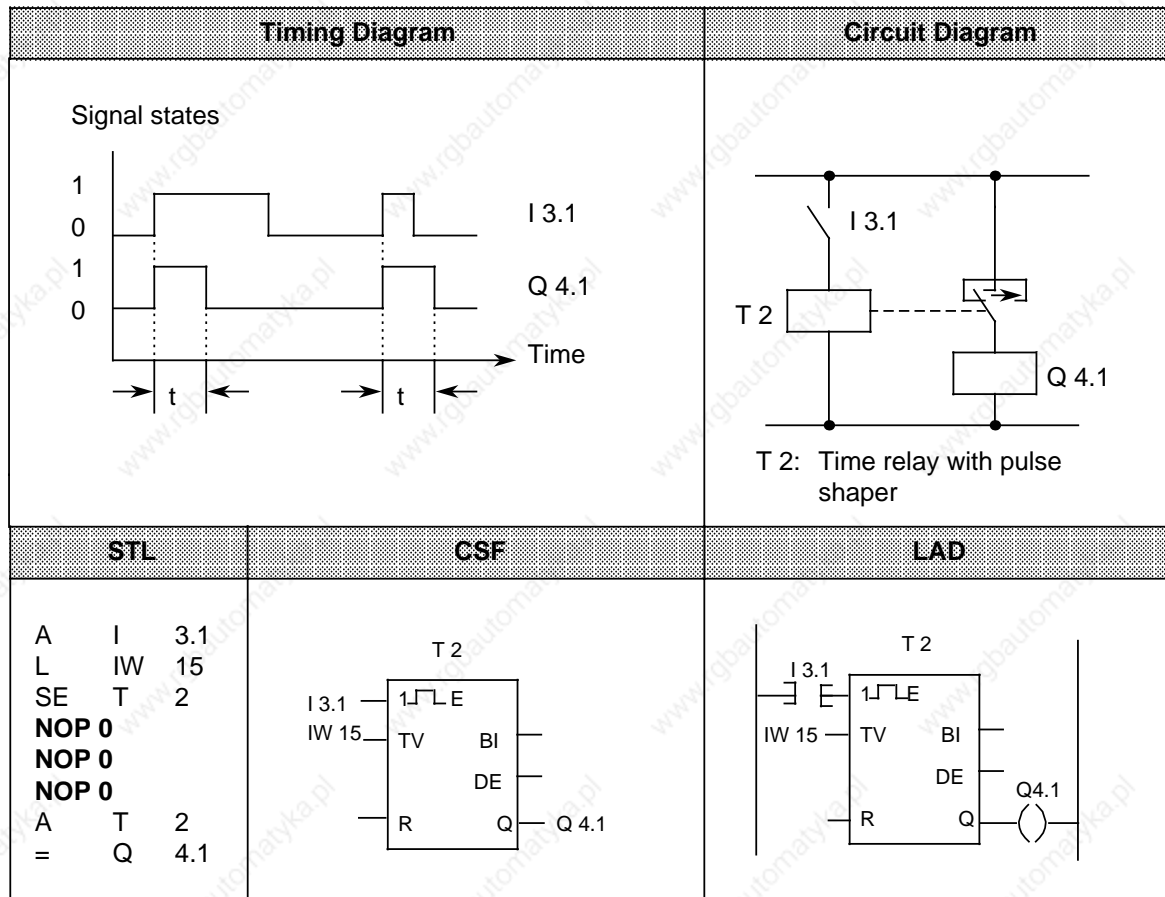 Timing Diagram
Circuit Diagram
Signal states
1
0
I 3.1
1
0
Q 4.1
Time
t
t
I 3.1
T 2
Q 4.1
T 2: Time relay with pulse
shaper
STL
CSF
LAD
A I 3.1
L IW 15
SE T 2
NOP 0
NOP 0
NOP 0
A T 2
= Q 4.1
T 2
I 3.1
1 E
IW 15
TV BI
DE
R Q
Q 4.1
T 2
I 3.1
1 E
IW 15
TV BI
DE
Q4.1
R Q
www.rgbautomatyka.pl